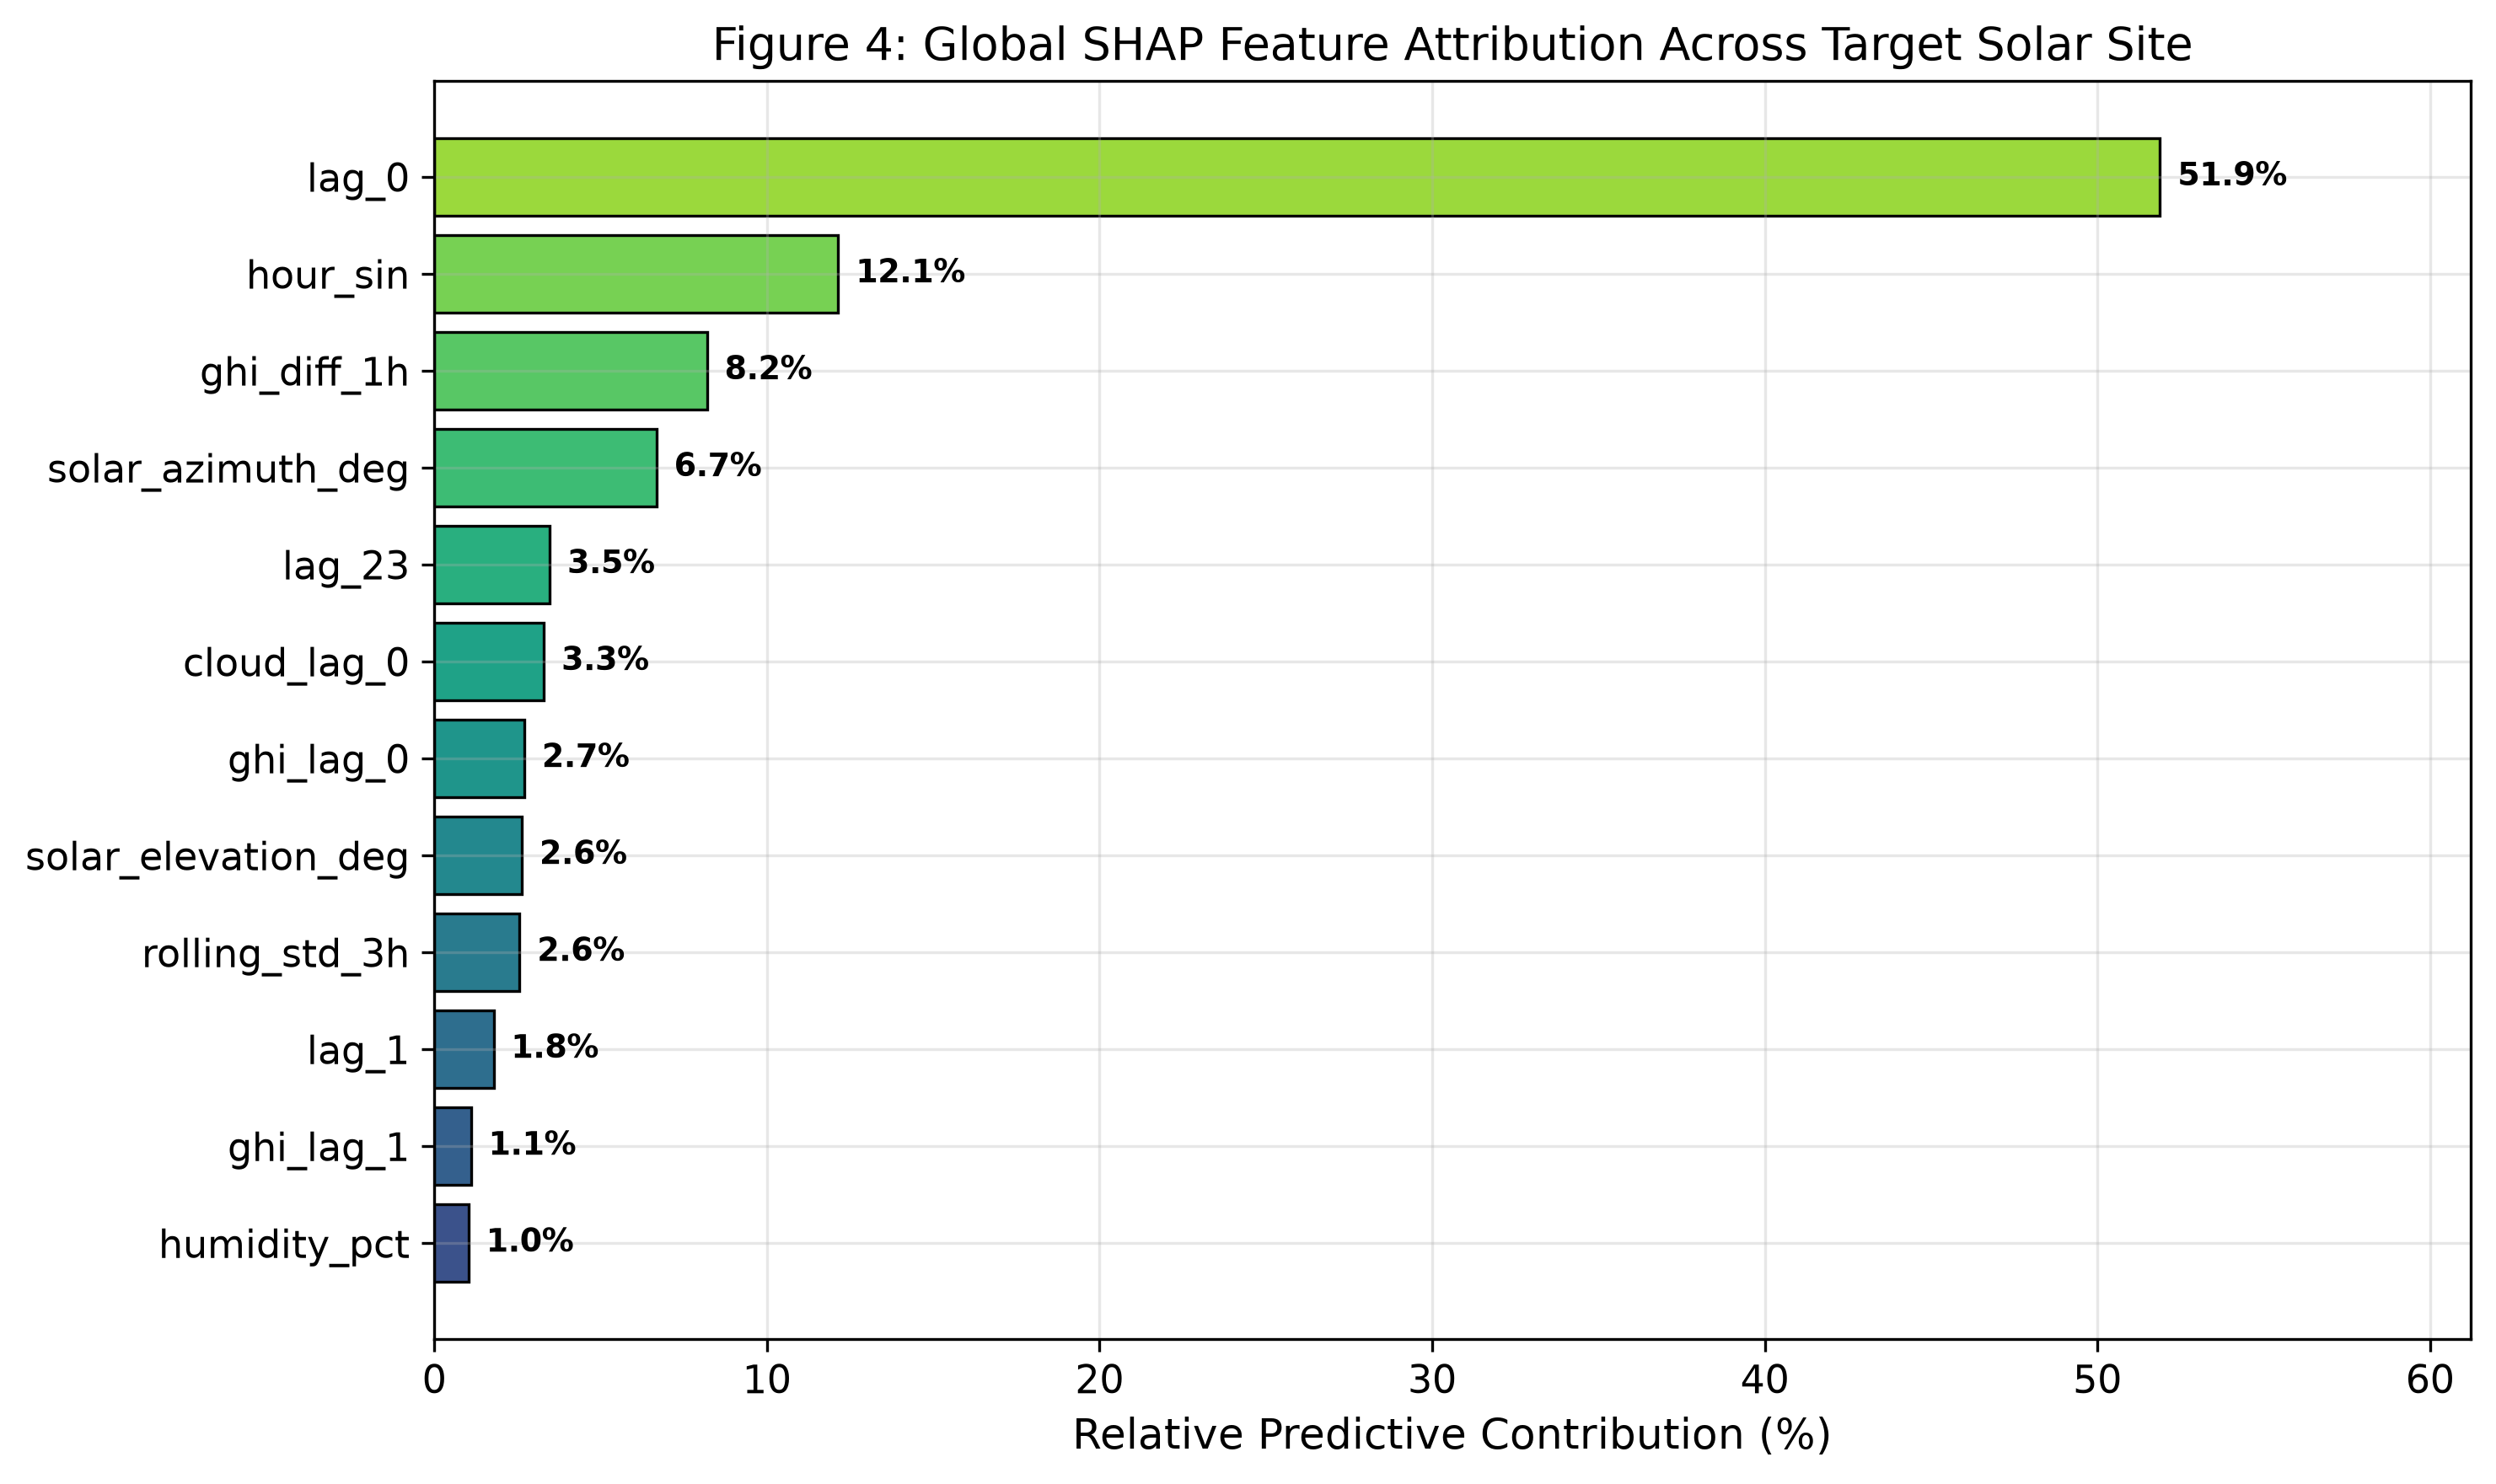 Figure 4: Global SHAP Feature Attribution Across Target Solar Site
lag_0 51.9%
hour_sin 12.1%
ghi_diff_1h 8.2%
solar_azimuth_deg 6.7%
lag_23 3.5%
cloud_lag_0 3.3%
ghi_lag_0 2.7%
solar_elevation_deg 2.6%
rolling_std_3h 2.6%
lag_1 1.8%
ghi_lag_1 1.1%
humidity_pct 1.0%
0 10 20 30 40 50 60
Relative Predictive Contribution (%)